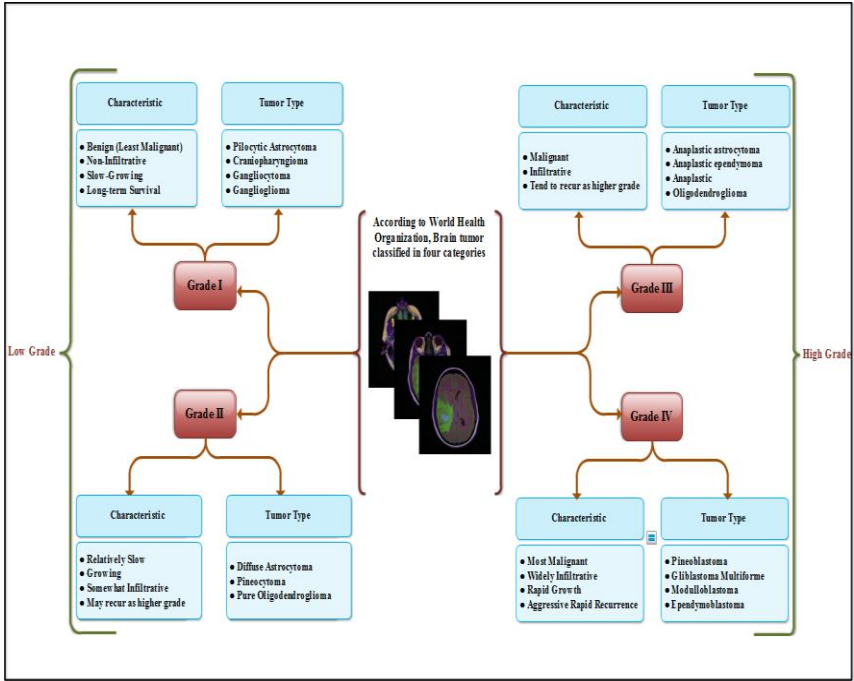 According to World Health
Organization, Brain tumor
classified in four categories
Low Grade
Grade I
Characteristic
● Benign (Least Malignant)
● Non-Infiltrative
● Slow-Growing
● Long-term Survival
Tumor Type
● Pilocytic Astrocytoma
● Craniopharyngioma
● Gangliocytoma
● Ganglioglioma
Grade II
Characteristic
● Relatively Slow
● Growing
● Somewhat Infiltrative
● May recur as higher grade
Tumor Type
● Diffuse Astrocytoma
● Pineocytoma
● Pure Oligodendroglioma
High Grade
Grade III
Characteristic
● Malignant
● Infiltrative
● Tend to recur as higher grade
Tumor Type
● Anaplastic astrocytoma
● Anaplastic ependymoma
● Anaplastic
● Oligodendroglioma
Grade IV
Characteristic
● Most Malignant
● Widely Infiltrative
● Rapid Growth
● Aggressive Rapid Recurrence
Tumor Type
● Pineoblastoma
● Gliblastoma Multiforme
● Modulloblastoma
● Ependymoblastoma